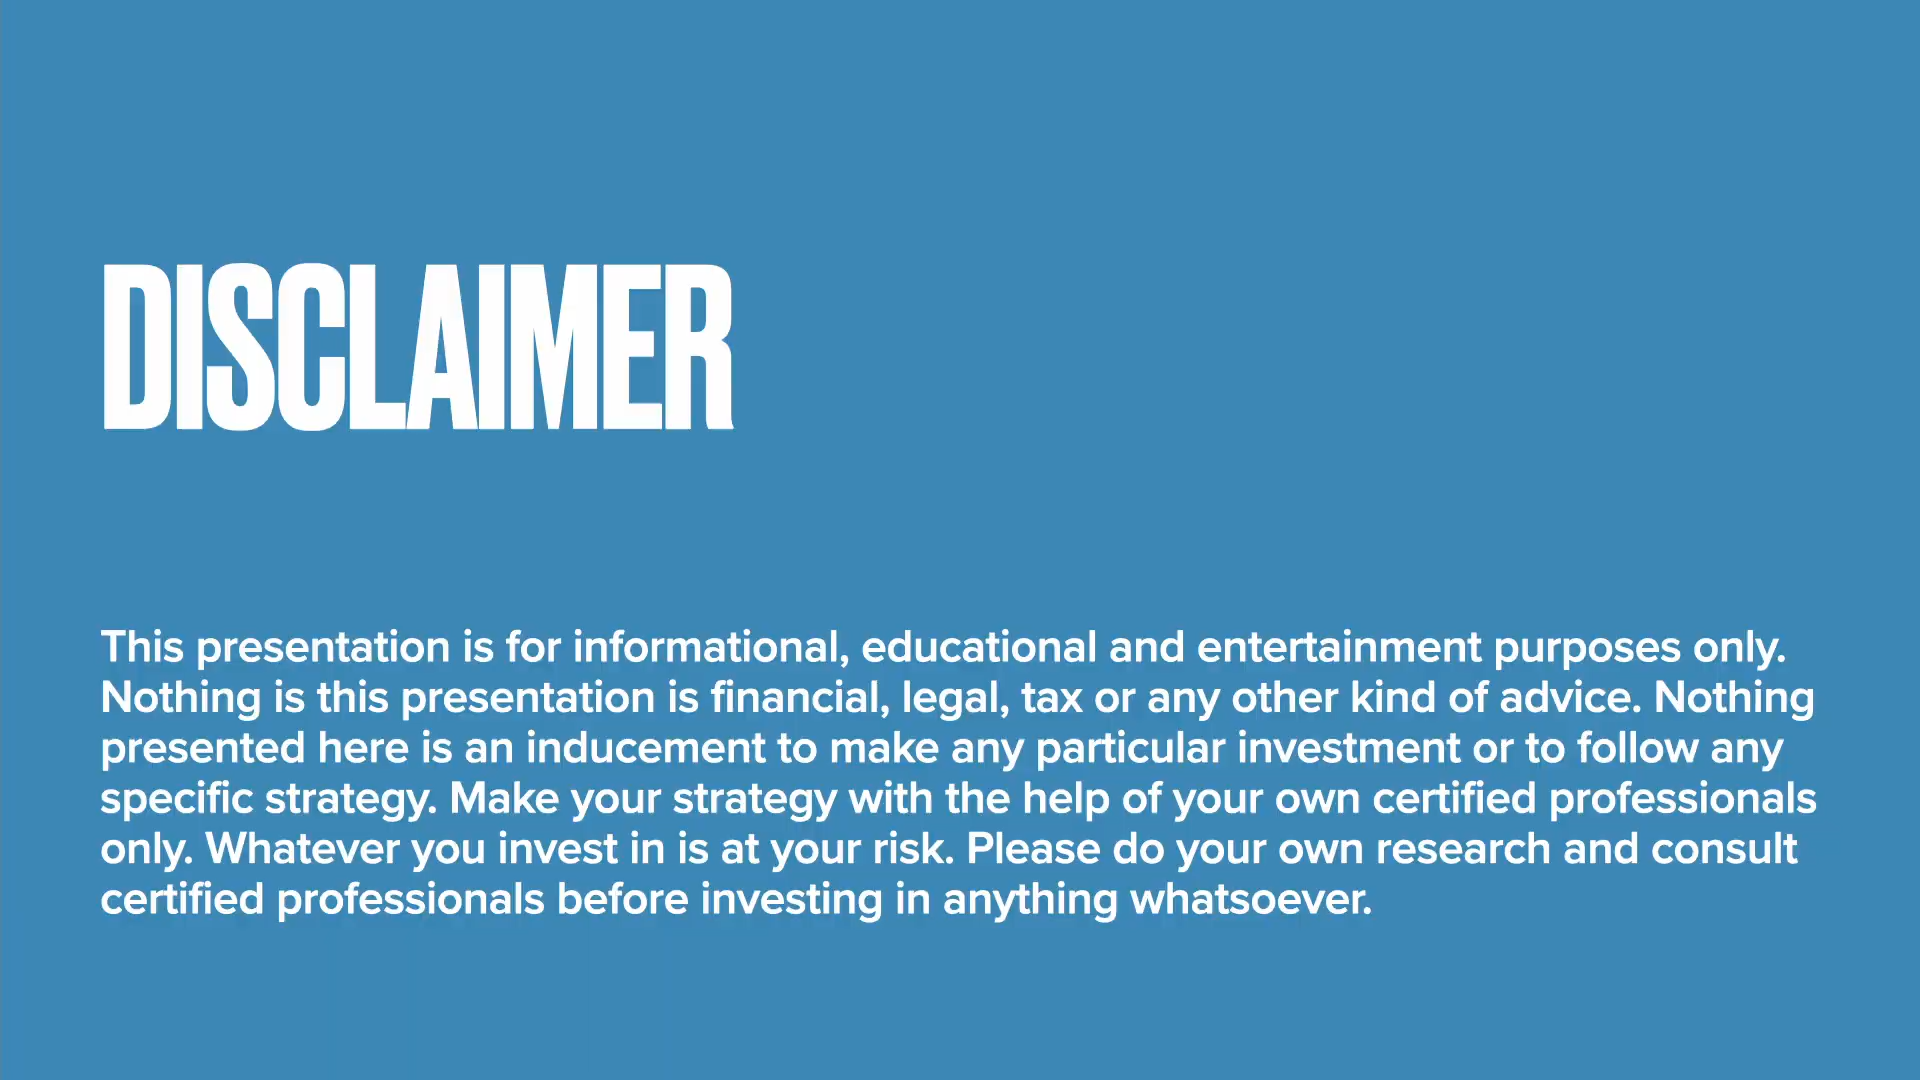 DISCLAIMER
This presentation is for informational, educational and entertainment purposes only.
Nothing is this presentation is financial, legal, tax or any other kind of advice. Nothing
presented here is an inducement to make any particular investment or to follow any
specific strategy. Make your strategy with the help of your own certified professionals
only. Whatever you invest in is at your risk. Please do your own research and consult
certified professionals before investing in anything whatsoever.